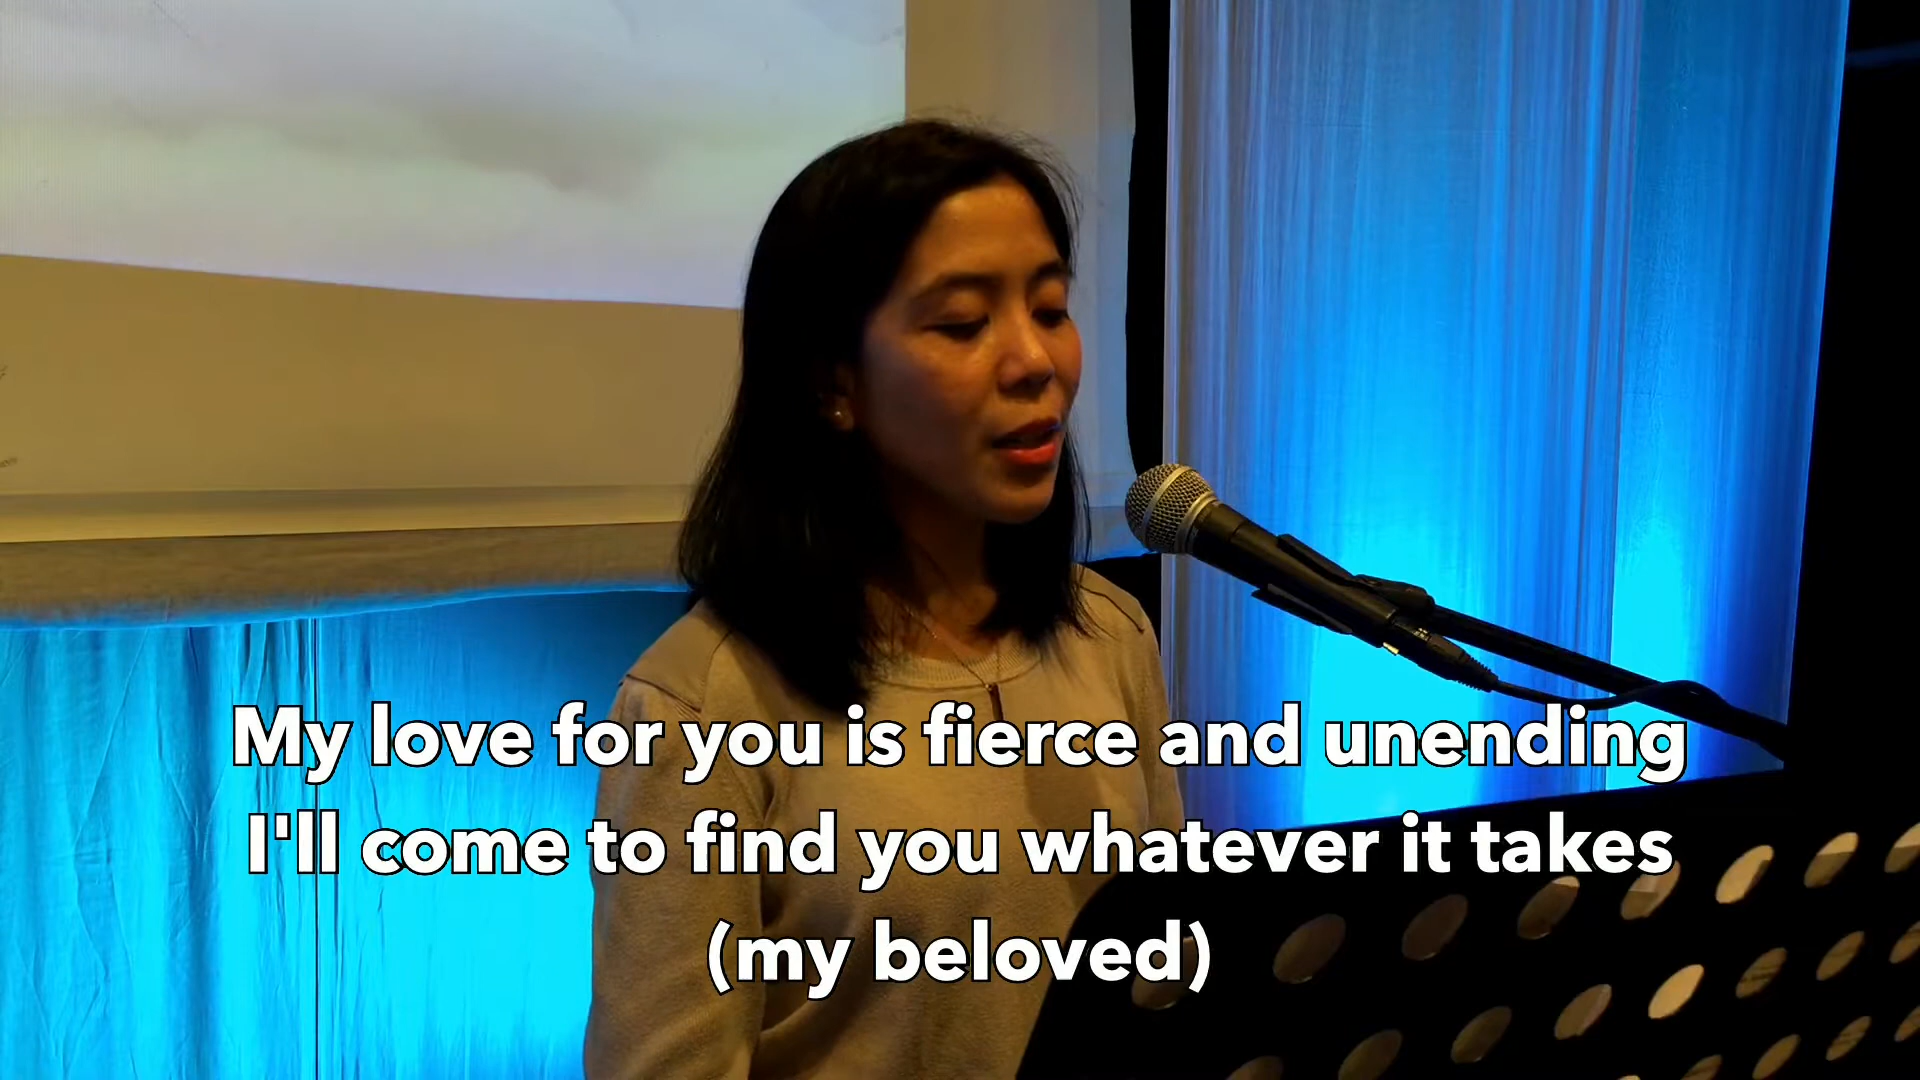 My love for you is fierce and unending
I'll come to find you whatever it takes
(my beloved)